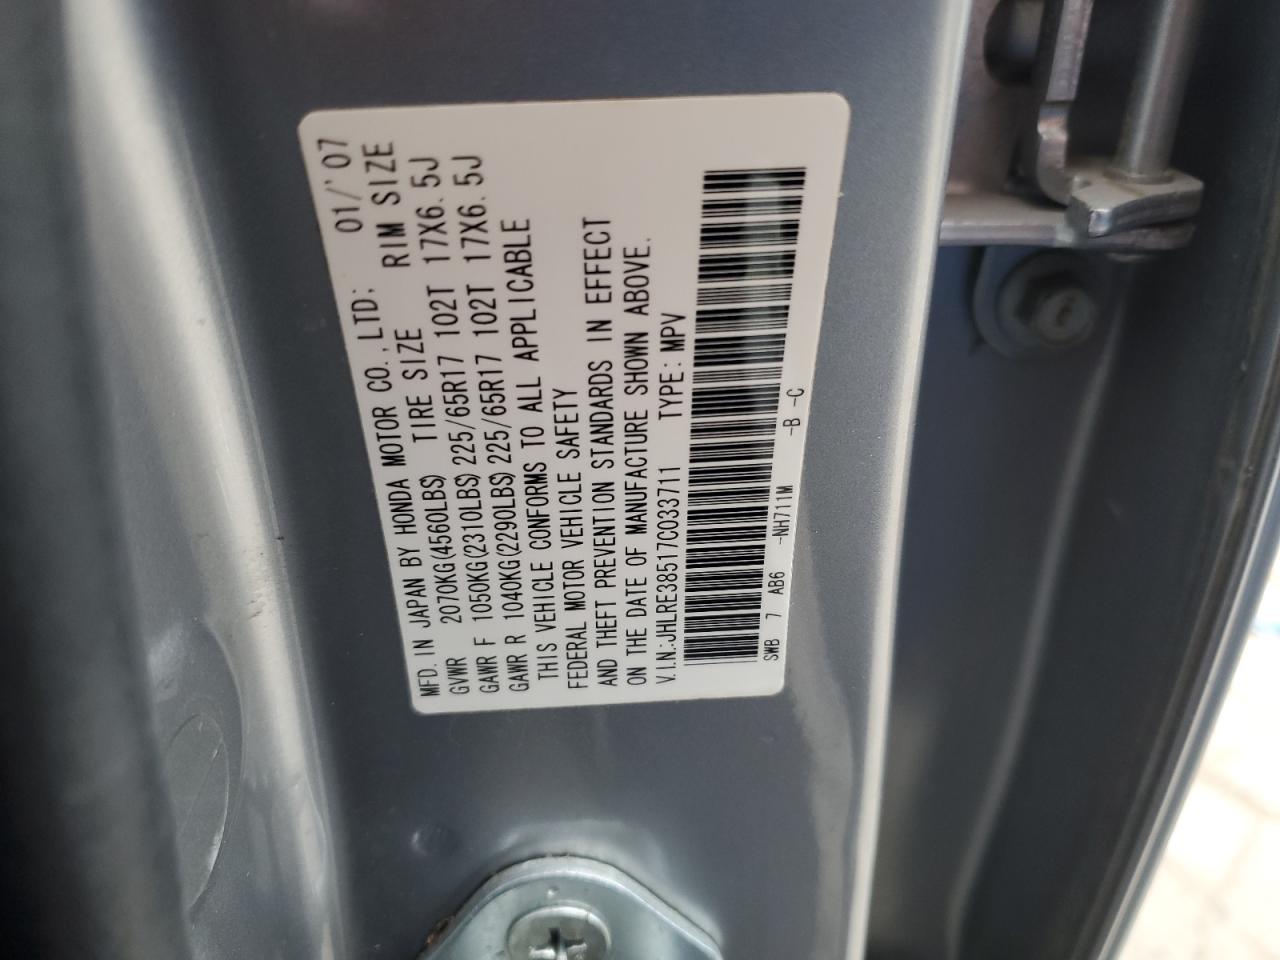 MFD. IN JAPAN BY HONDA MOTOR CO.,LTD: 01/'07
GVWR 2070KG(4560LBS) TIRE SIZE RIM SIZE
GAWR F 1050KG(2310LBS) 225/65R17 102T 17X6.5J
GAWR R 1040KG(2290LBS) 225/65R17 102T 17X6.5J
THIS VEHICLE CONFORMS TO ALL APPLICABLE
FEDERAL MOTOR VEHICLE SAFETY
AND THEFT PREVENTION STANDARDS IN EFFECT
ON THE DATE OF MANUFACTURE SHOWN ABOVE.
V.I.N.:JHLRE38517C033711 TYPE: MPV
SWB 7 AB6 -NH711M -B -C